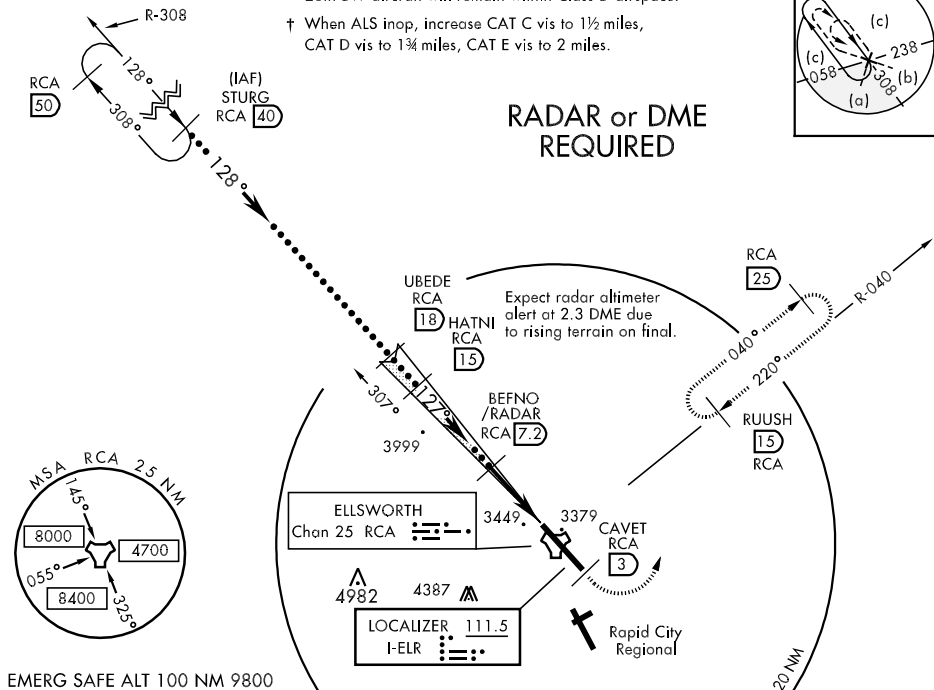 † When ALS inop, increase CAT C vis to 1½ miles,
CAT D vis to 1¾ miles, CAT E vis to 2 miles.
R-308
128°
308°
RCA
50
(IAF)
STURG
RCA 40
128°
RADAR or DME
REQUIRED
(c)
(c)
058
238
308
(b)
(a)
UBEDE
RCA
18
HATNI
RCA
15
Expect radar altimeter
alert at 2.3 DME due
to rising terrain on final.
RCA
25
R-040
040°
220°
RUUSH
15
RCA
307°
127°
BEFNO
/RADAR
RCA 7.2
3999
MSA RCA 25 NM
145°
8000
4700
055°
8400
325°
ELLSWORTH
Chan 25 RCA
3449
3379
CAVET
RCA
3
4982
4387
LOCALIZER 111.5
I-ELR
Rapid City
Regional
20 NM
EMERG SAFE ALT 100 NM 9800